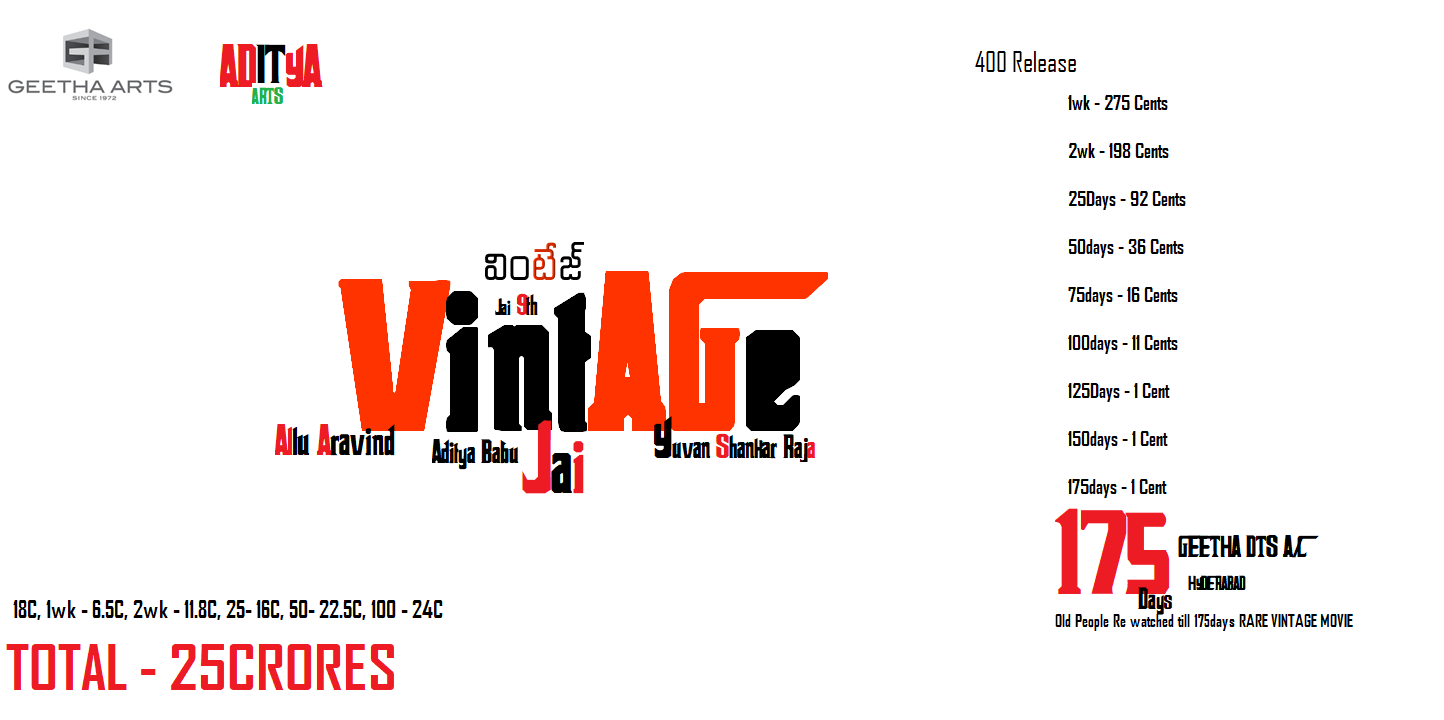 GEETHA ARTS
SINCE 1972
ADITyA
ARTS
400 Release
1wk - 275 Cents
2wk - 198 Cents
25Days - 92 Cents
50days - 36 Cents
75days - 16 Cents
100days - 11 Cents
125Days - 1 Cent
150days - 1 Cent
175days - 1 Cent
175
Days
GEETHA DTS A/C
HyDERABAD
Old People Re watched till 175days RARE VINTAGE MOVIE
వింటేజ్
Jai 9th
VintAGe
Allu Aravind
Aditya Babu
Jai
Yuvan Shankar Raja
18C, 1wk - 6.5C, 2wk - 11.8C, 25- 16C, 50- 22.5C, 100 - 24C
TOTAL - 25CRORES